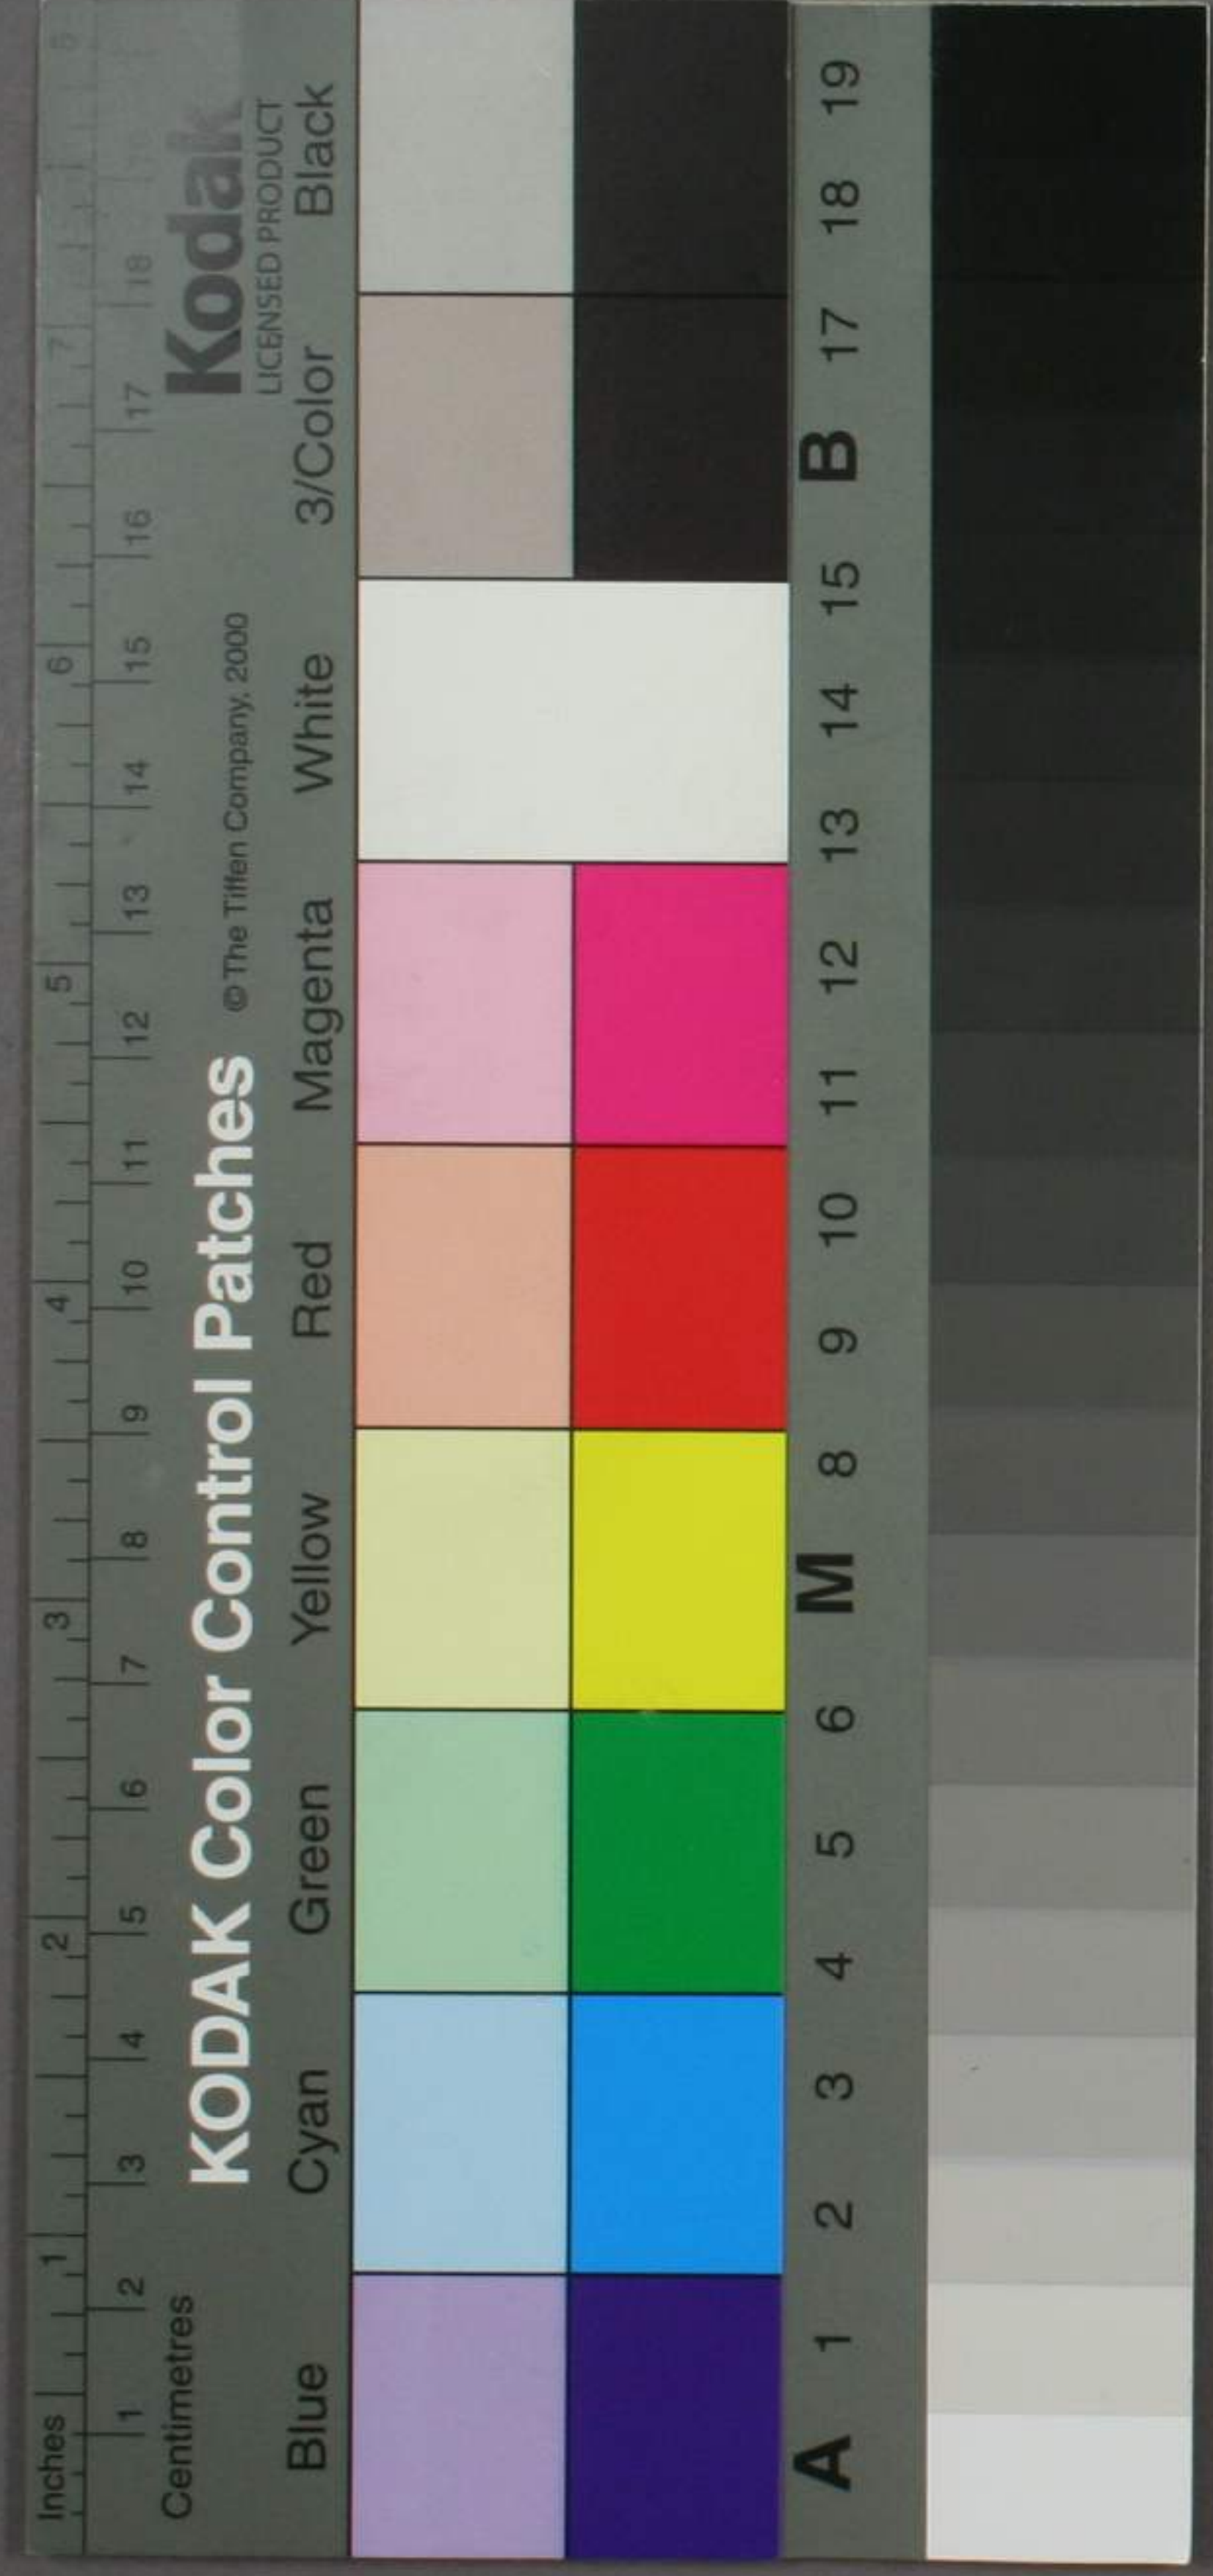 Inches 1 2 3 4 5 6 7 8
Centimetres 1 2 3 4 5 6 7 8 9 10 11 12 13 14 15 16 17 18 19
KODAK Color Control Patches © The Tiffen Company, 2000
Kodak
LICENSED PRODUCT
Blue Cyan Green Yellow Red Magenta White 3/Color Black
A 1 2 3 4 5 6 M 8 9 10 11 12 13 14 15 B 17 18 19